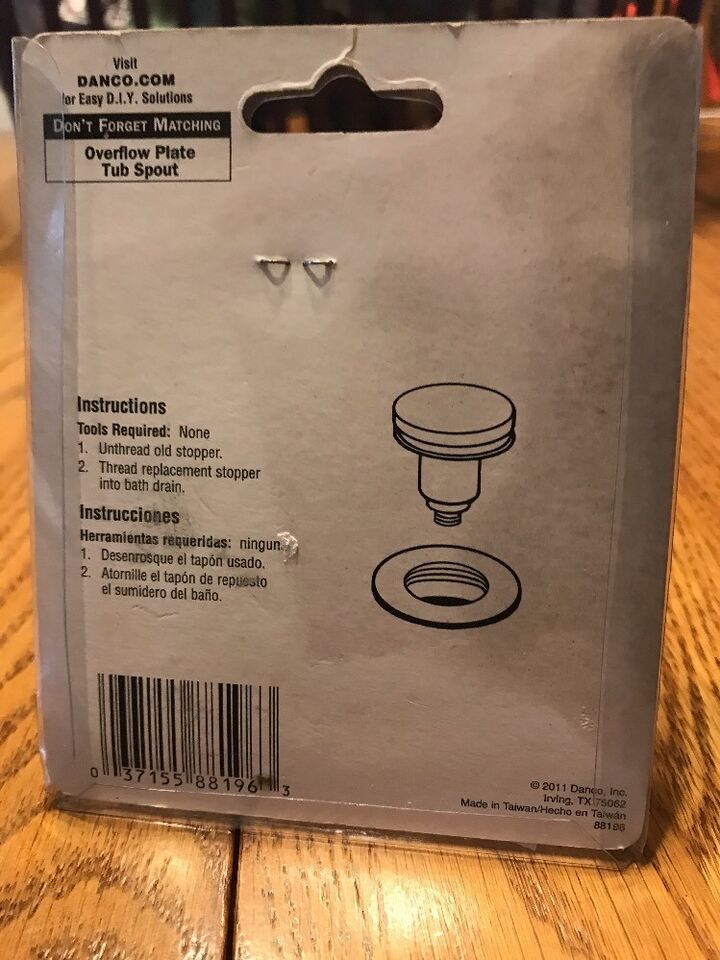 Visit
DANCO.COM
for Easy D.I.Y. Solutions
DON'T FORGET MATCHING
Overflow Plate
Tub Spout
Instructions
Tools Required: None
1. Unthread old stopper.
2. Thread replacement stopper
into bath drain.
Instrucciones
Herramientas requeridas: ningun
1. Desenrosque el tapón usado.
2. Atornille el tapón de repuesto
el sumidero del baño.
0 37155 88196 3
© 2011 Danco, Inc.
Irving, TX 75062
Made in Taiwan/Hecho en Taiwán
88196